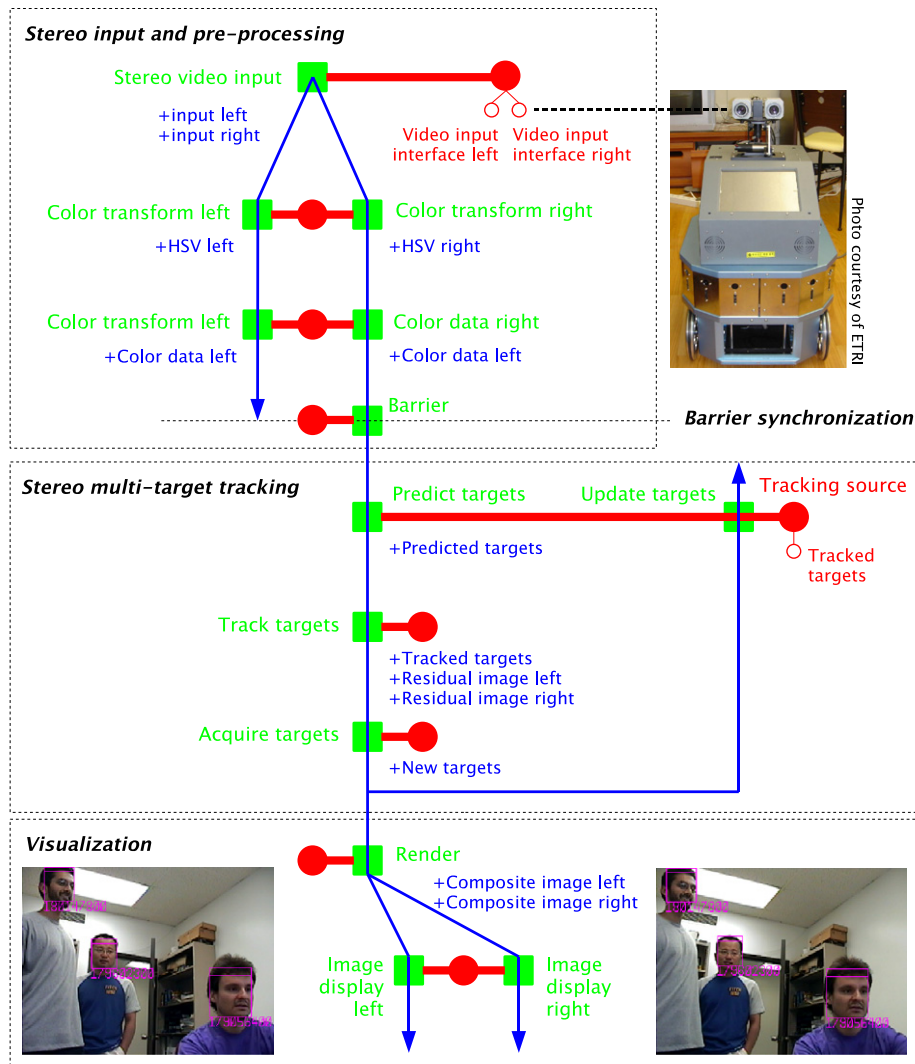 Stereo input and pre-processing
Stereo video input
+input left
+input right
Video input
interface left
Video input
interface right
Color transform left
Color transform right
+HSV left
+HSV right
Color transform left
Color data right
+Color data left
+Color data left
Barrier
Barrier synchronization
Photo courtesy of ETRI
Stereo multi-target tracking
Predict targets
Update targets
Tracking source
+Predicted targets
Tracked
targets
Track targets
+Tracked targets
+Residual image left
+Residual image right
Acquire targets
+New targets
Visualization
Render
+Composite image left
+Composite image right
Image
display
left
Image
display
right